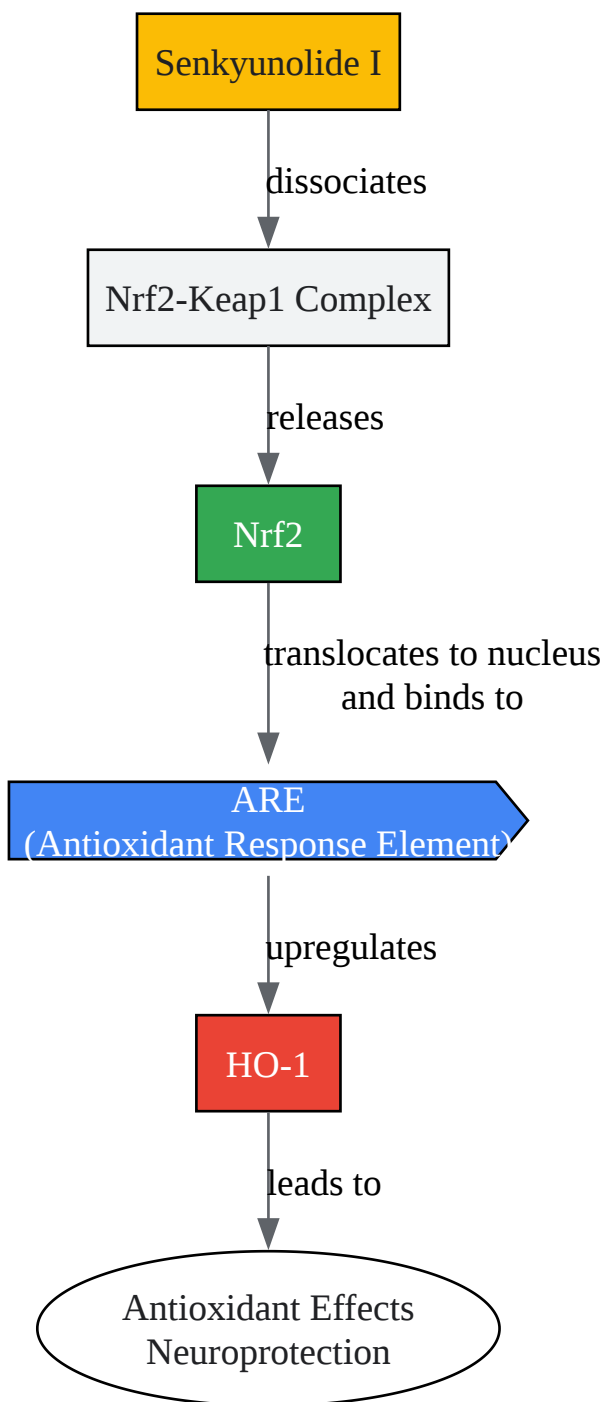 Senkyunolide I
dissociates
Nrf2-Keap1 Complex
releases
Nrf2
translocates to nucleus
and binds to
ARE
(Antioxidant Response Element)
upregulates
HO-1
leads to
Antioxidant Effects
Neuroprotection